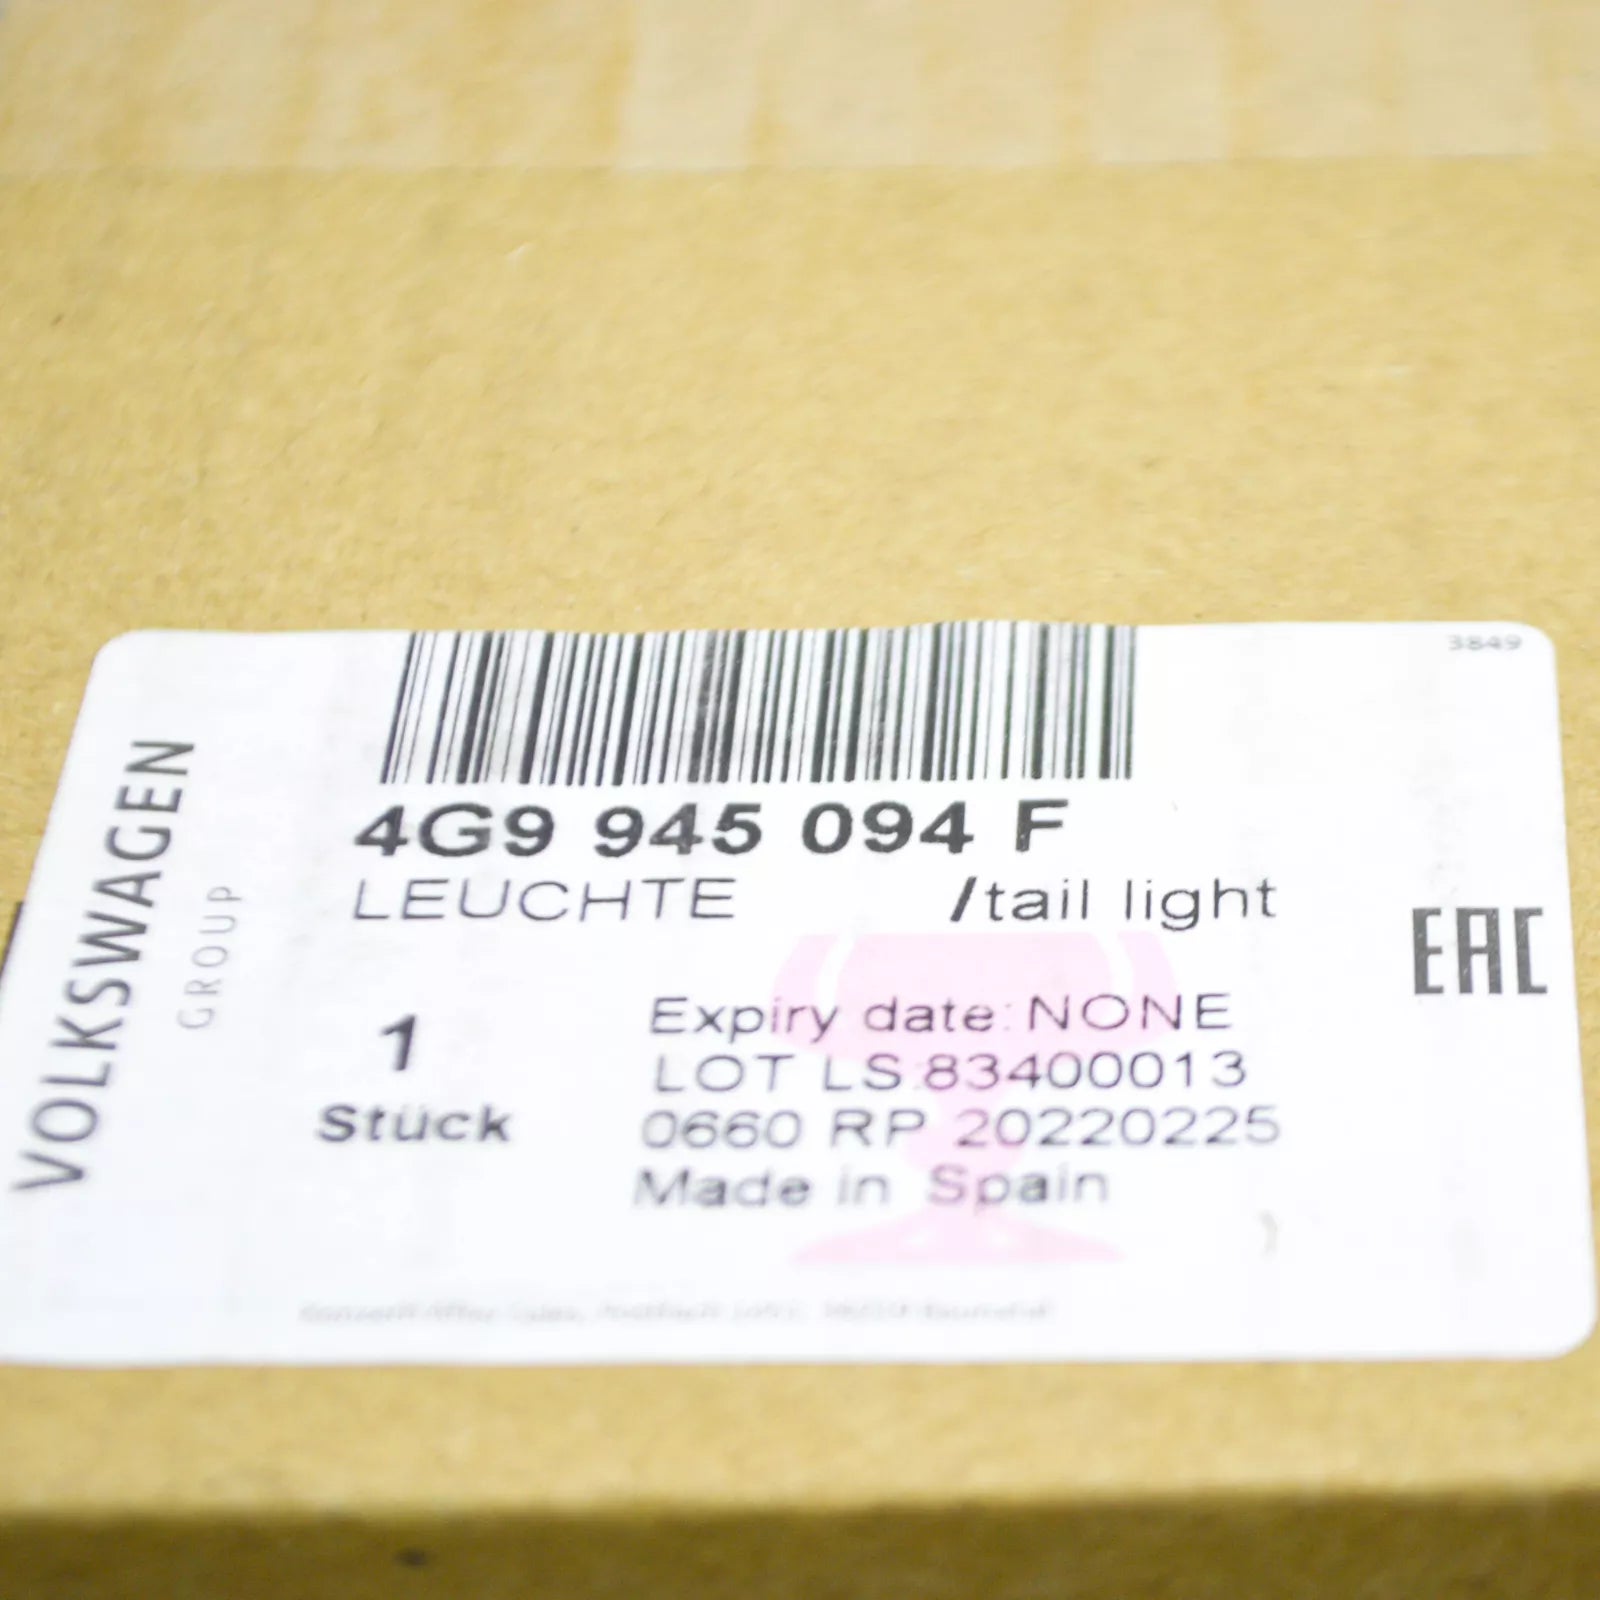 3849
VOLKSWAGEN
GROUP
4G9 945 094 F
LEUCHTE /tail light
EAC
1
Stück
Expiry date: NONE
LOT LS:83400013
0660 RP 20220225
Made in Spain